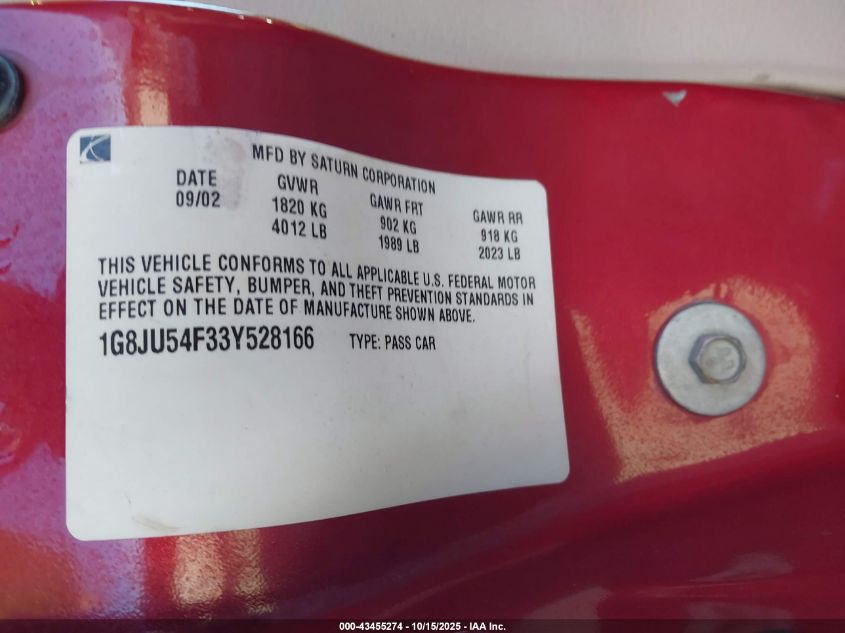 MFD BY SATURN CORPORATION
DATE GVWR GAWR FRT GAWR RR
09/02 1820 KG 902 KG 918 KG
4012 LB 1989 LB 2023 LB
THIS VEHICLE CONFORMS TO ALL APPLICABLE U.S. FEDERAL MOTOR
VEHICLE SAFETY, BUMPER, AND THEFT PREVENTION STANDARDS IN
EFFECT ON THE DATE OF MANUFACTURE SHOWN ABOVE.
1G8JU54F33Y528166 TYPE: PASS CAR
000-43455274 - 10/15/2025 - IAA Inc.